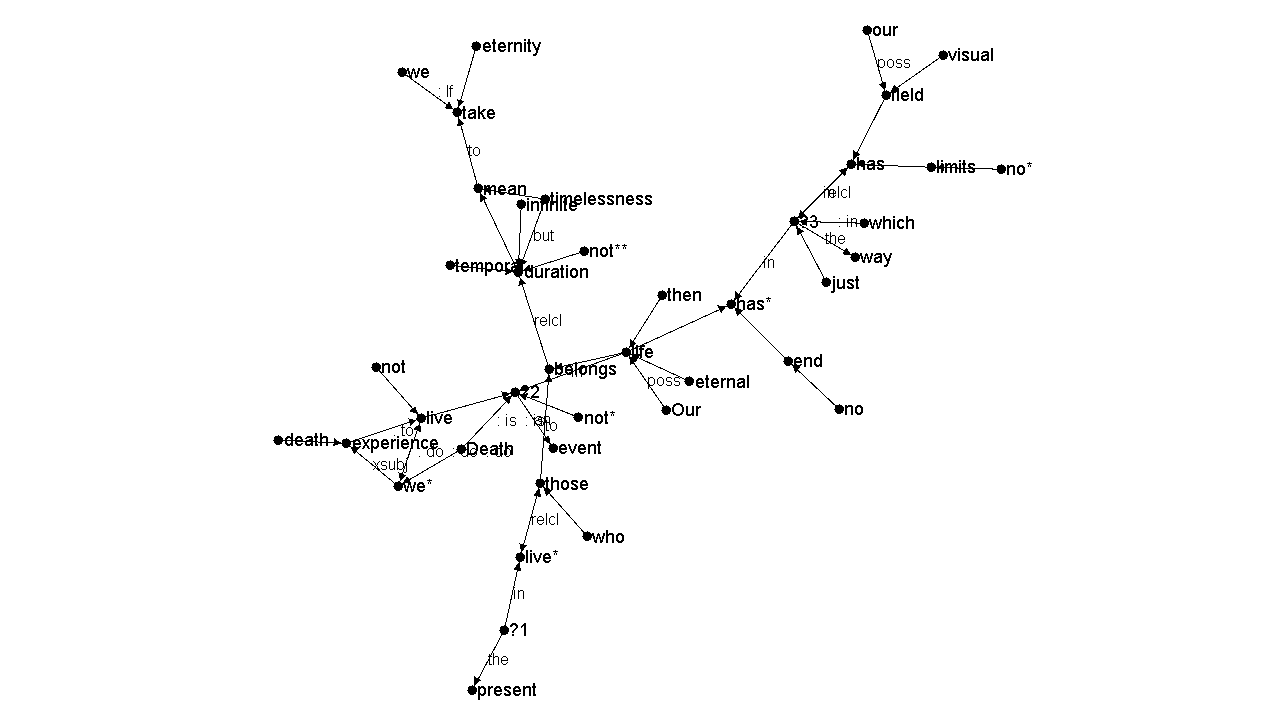 our
eternity
visual
we
: If
poss
field
take
to
has
limits
no*
mean
timelessness
infinite
relcl
?3
: in
which
but
the
way
not**
in
temporal
duration
just
then
has*
relcl
life
end
not
belongs
poss
eternal
?2
Our
no
live
: is
not*
to
to
death
experience
Death
event
xsubj
: do
we*
those
relcl
who
live*
in
?1
the
present